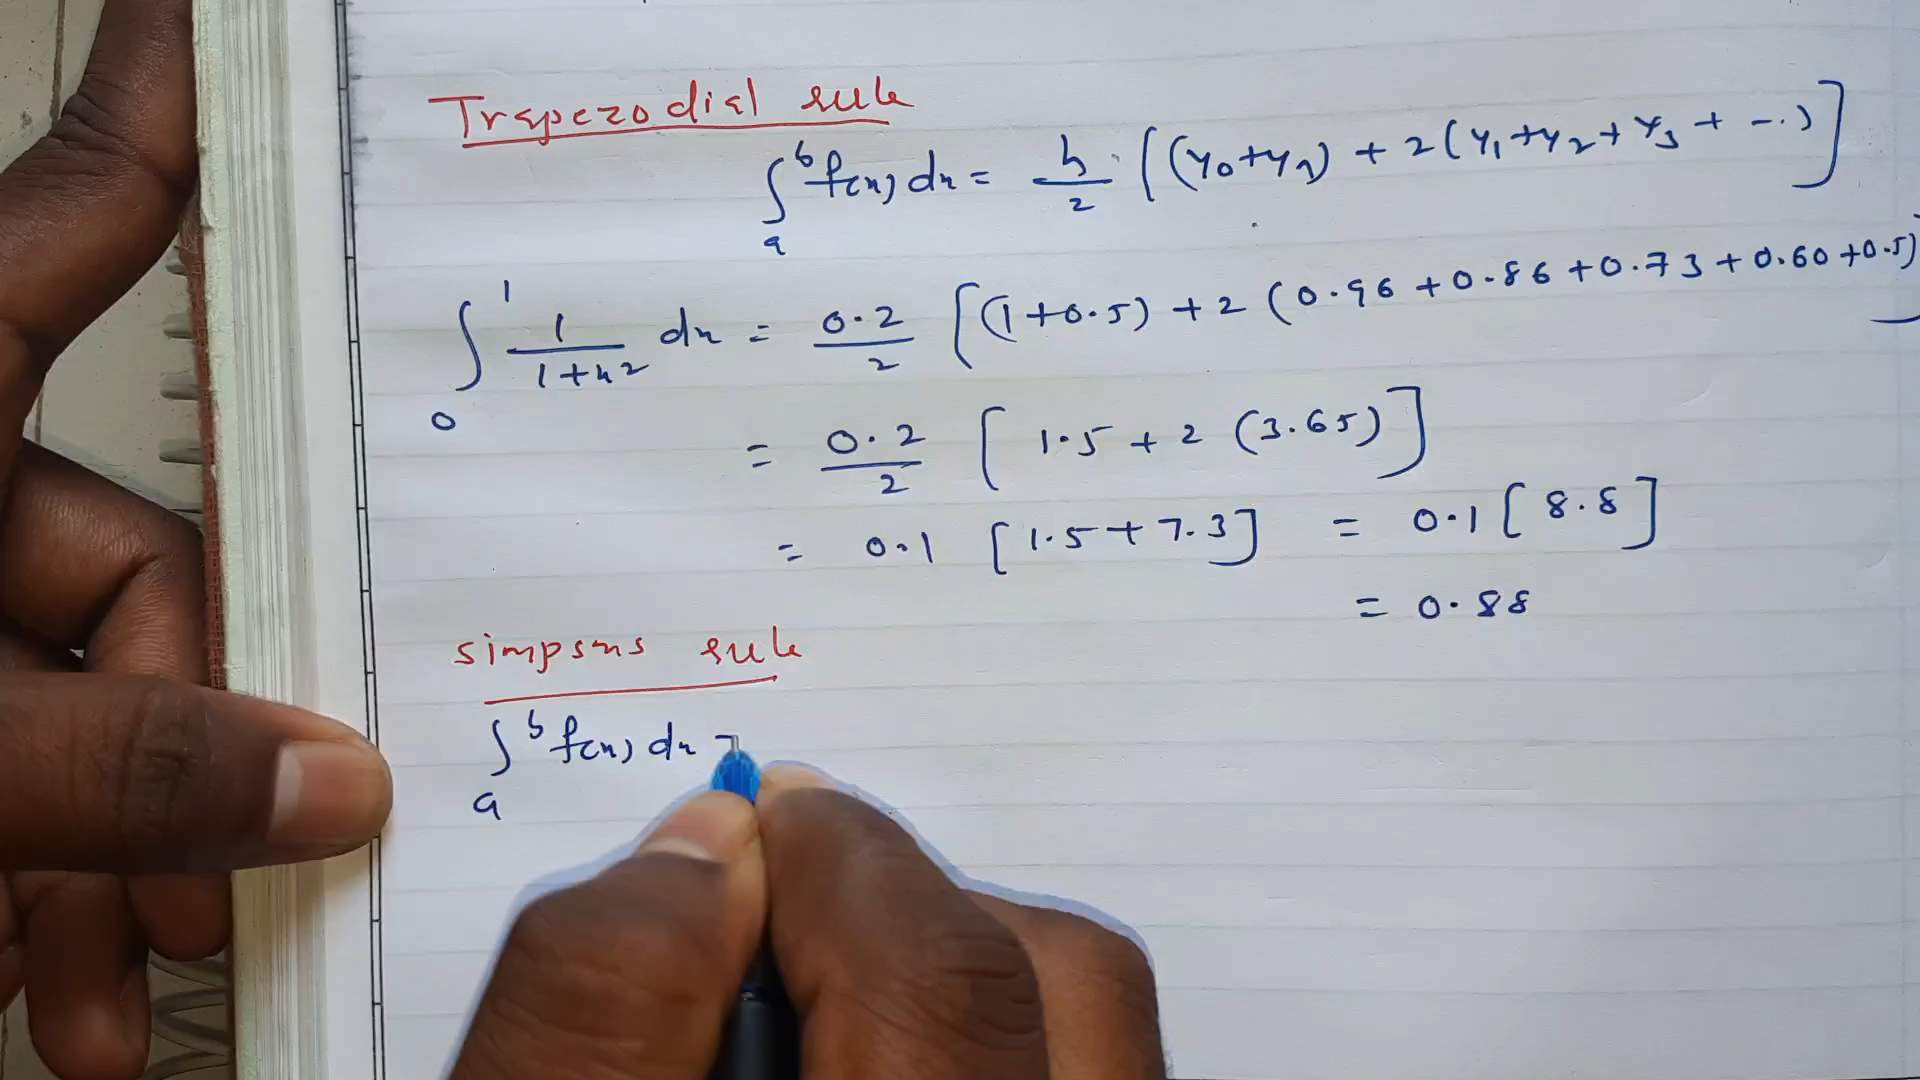 Trapezodial rule
∫_a^b f(x) dx = h/2 [(y0+yn) + 2(y1+y2+y3+ -..)]
∫_0^1 1/(1+x²) dx = 0.2/2 [(1+0.5) + 2(0.96+0.86+0.73+0.60+0.5)]
= 0.2/2 [1.5 + 2 (3.65)]
= 0.1 [1.5+7.3] = 0.1 [8.8]
= 0.88
simpsns rule
∫_a^b f(x) dx =